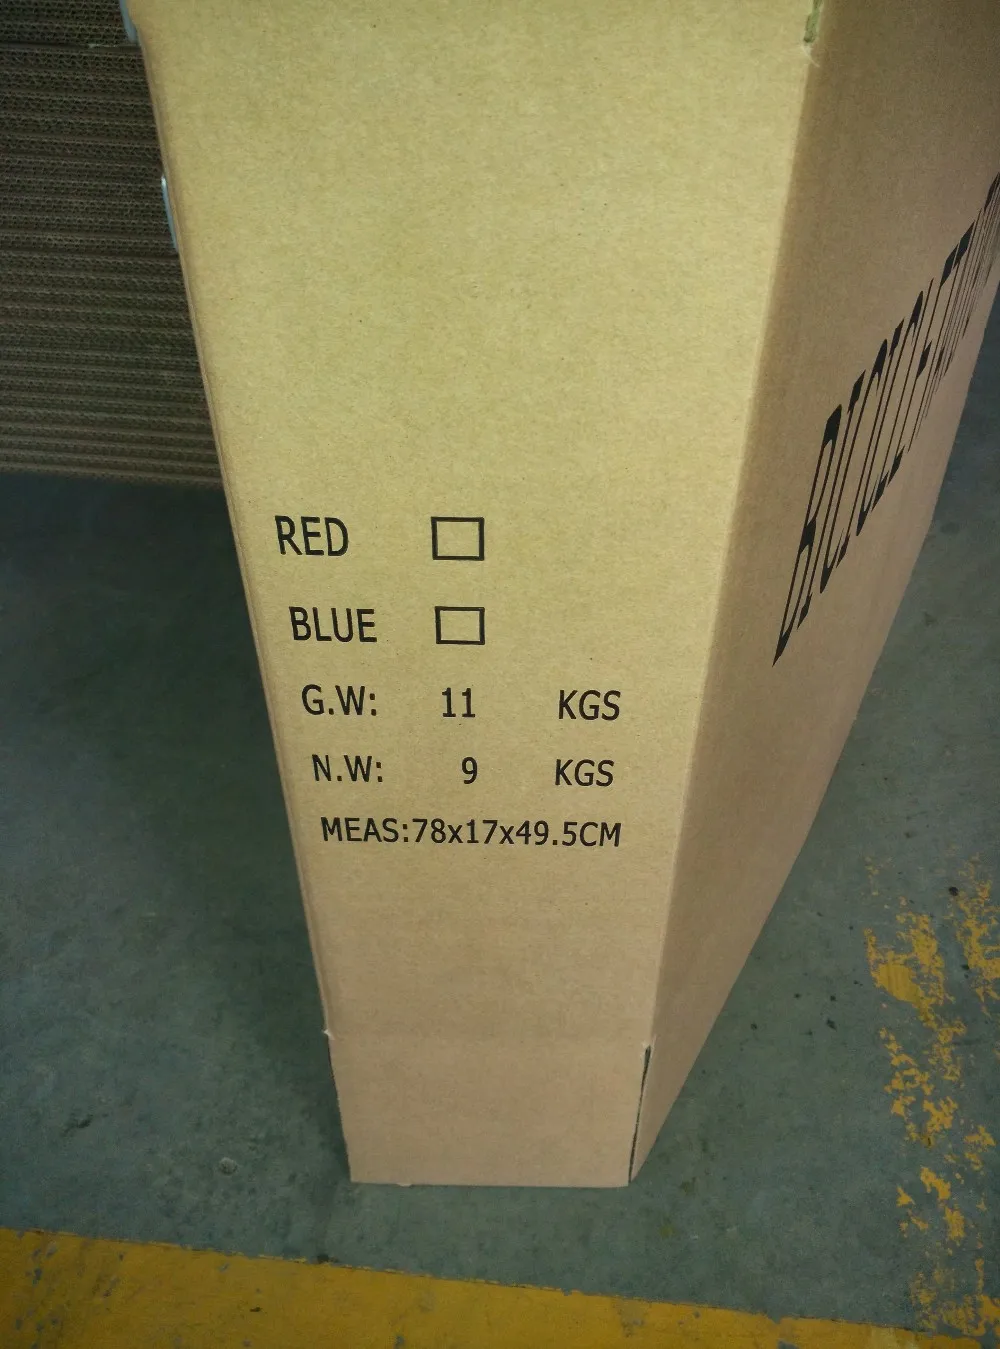 RED
BLUE
G.W: 11 KGS
N.W: 9 KGS
MEAS:78x17x49.5CM